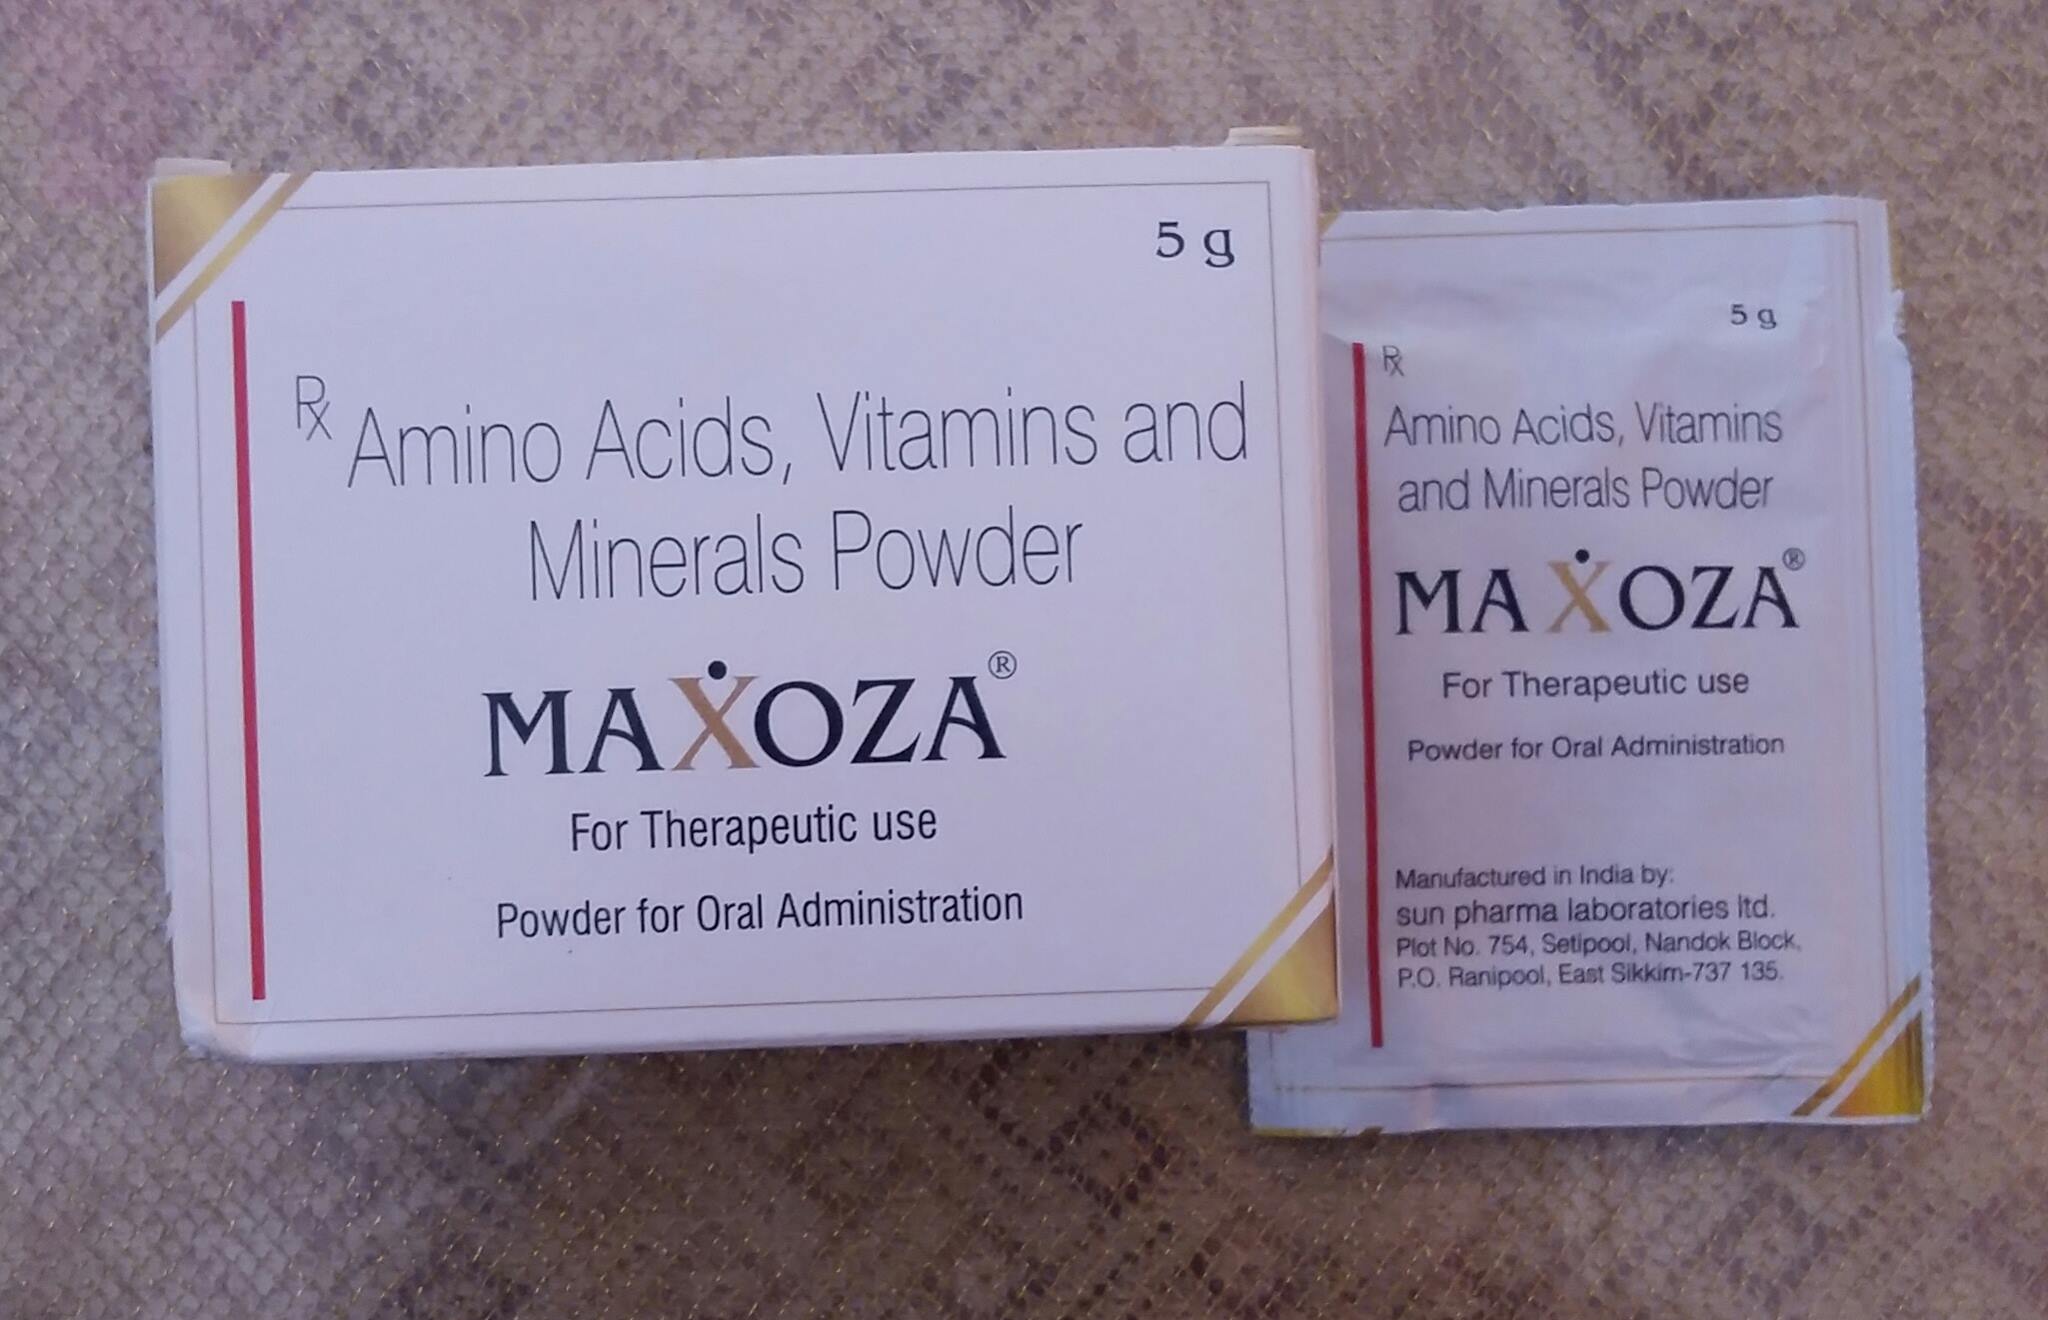 5 g
Rx Amino Acids, Vitamins and
Minerals Powder
MAXOZA®
For Therapeutic use
Powder for Oral Administration
5 g
Rx
Amino Acids, Vitamins
and Minerals Powder
MAXOZA®
For Therapeutic use
Powder for Oral Administration
Manufactured in India by:
sun pharma laboratories ltd.
Plot No. 754, Setipool, Nandok Block,
P.O. Ranipool, East Sikkim-737 135.